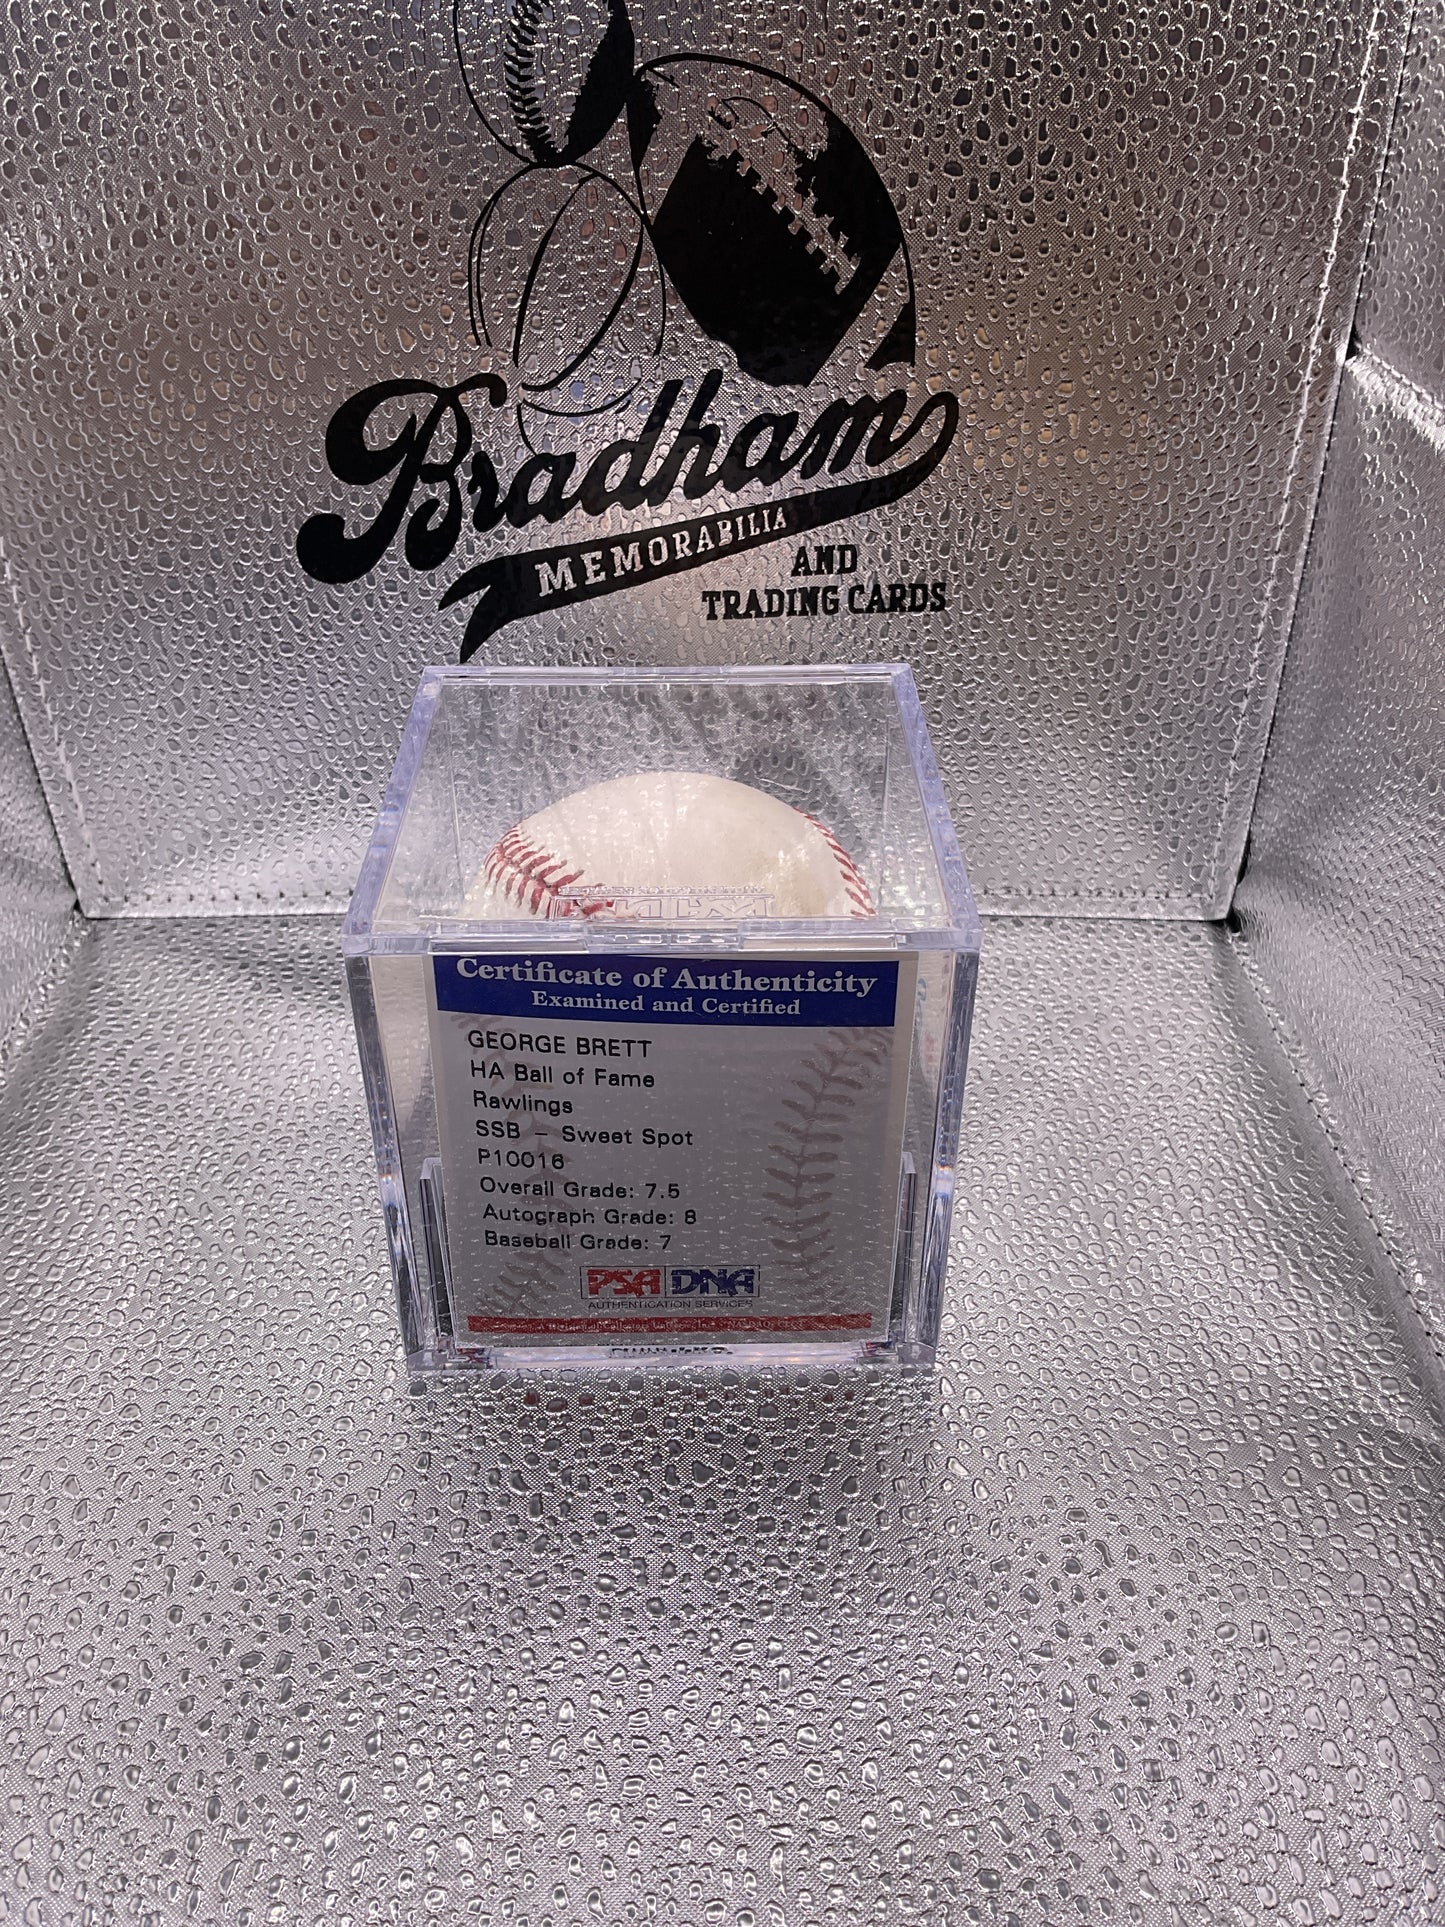 Bradham
MEMORABILIA
AND
TRADING CARDS
Certificate of Authenticity
Examined and Certified
GEORGE BRETT
HA Ball of Fame
Rawlings
SSB – Sweet Spot
P10016
Overall Grade: 7.5
Autograph Grade: 8
Baseball Grade: 7
PSA DNA
AUTHENTICATION SERVICES